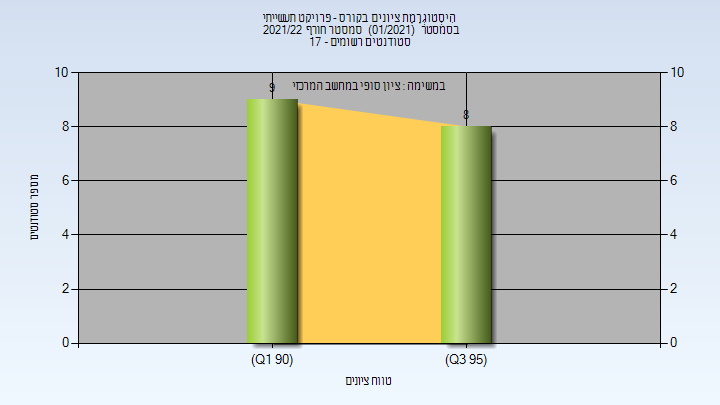 היסטוגרמת ציונים בקורס - פרויקט תעשייתי
בסמסטר (01/2021) סמסטר חורף 2021/22
סטודנטים רשומים - 17
במשימה : ציון סופי במחשב המרכזי
10
8
6
4
2
0
10
8
6
4
2
0
9
8
מספר סטודנטים
(Q1 90)
(Q3 95)
טווח ציונים